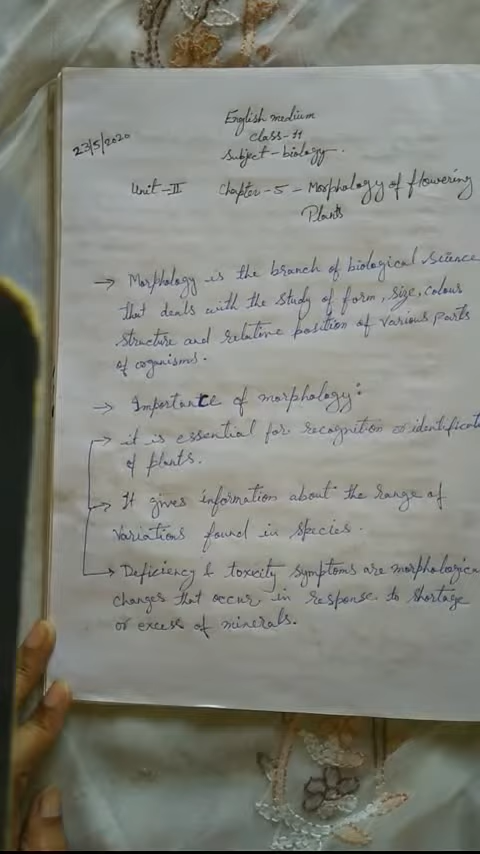 23/5/2020
English medium
Class-11
Subject-biology.
Unit-II Chapter-5-Morphology of flowering
Plants
→ Morphology is the branch of biological science
that deals with the study of form, size, colour
structure and relative position of various parts
of organisms.
→ Importance of morphology:
→ it is essential for recognition or identificat
of plants.
→ It gives information about the range of
variations found in species.
→ Deficiency & toxicity symptoms are morphological
changes that occur in response to shortage
or excess of minerals.